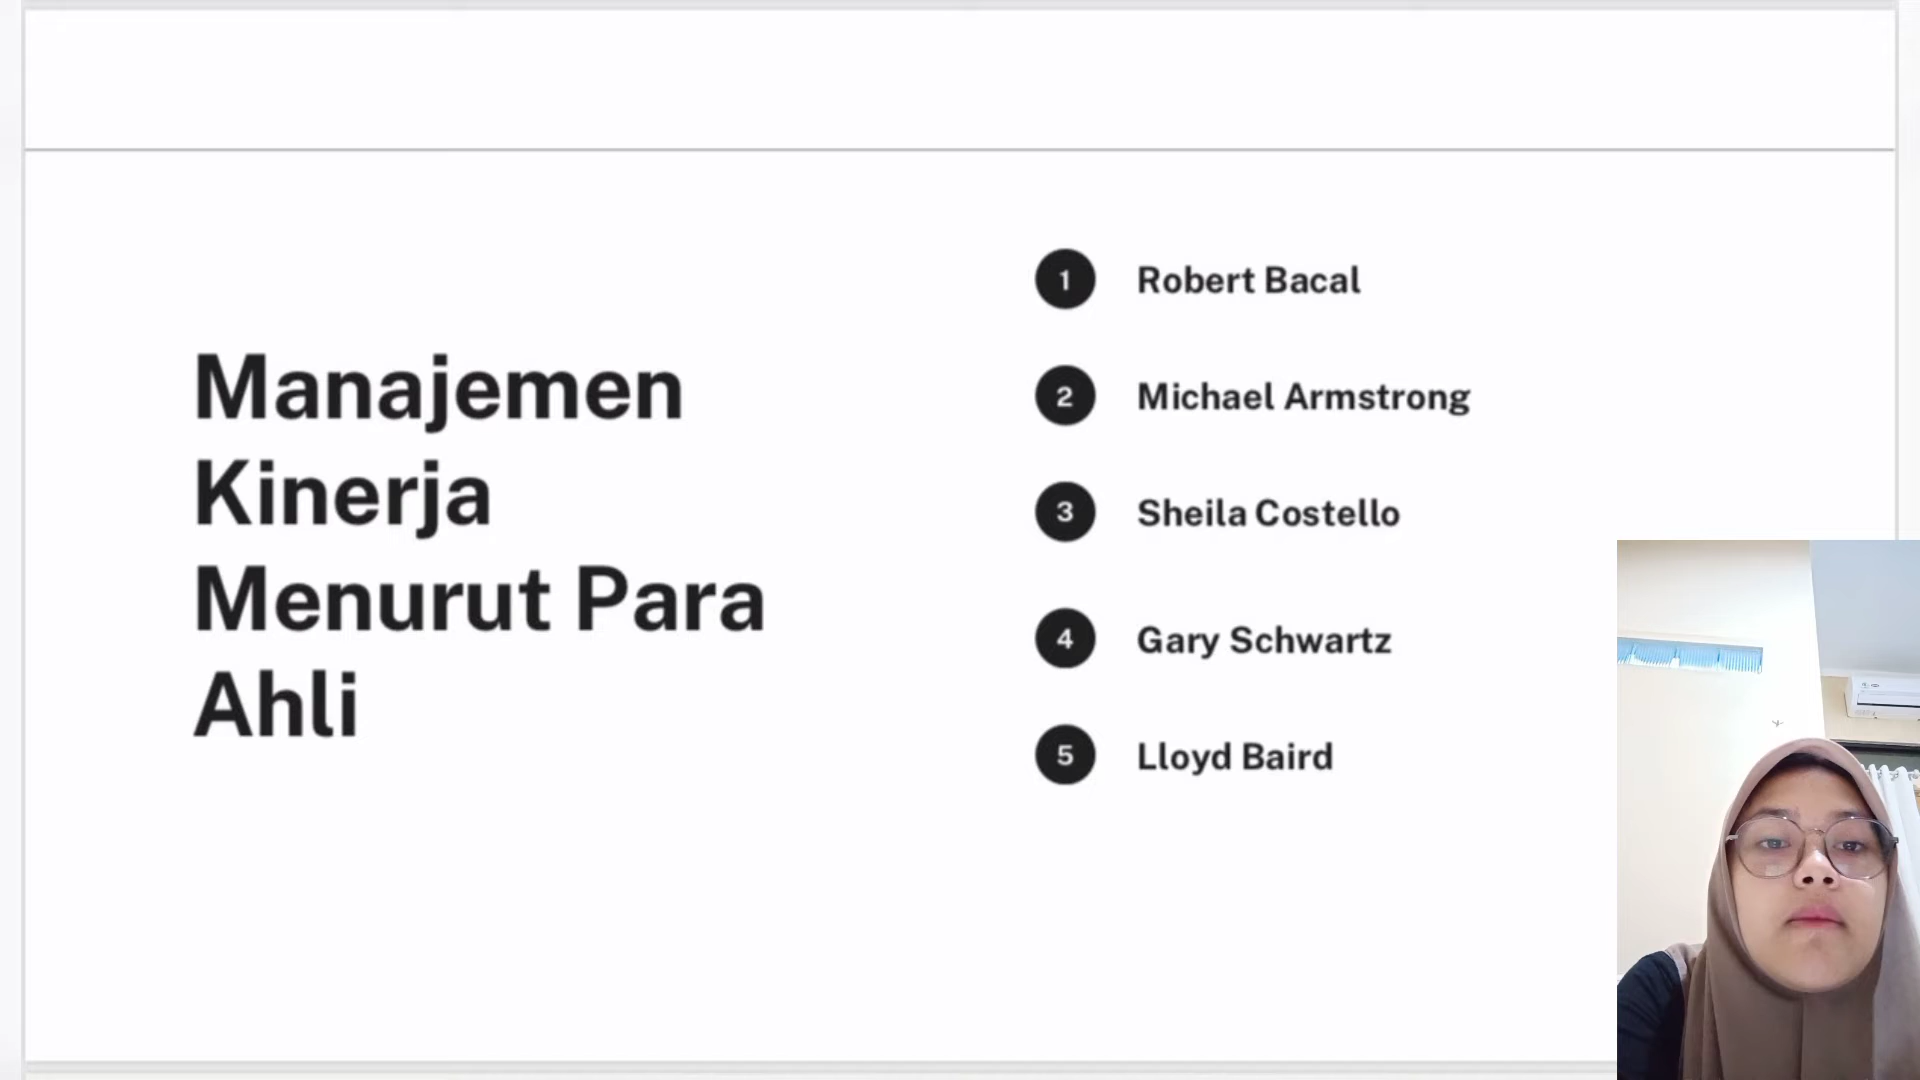 Manajemen
Kinerja
Menurut Para
Ahli
1 Robert Bacal
2 Michael Armstrong
3 Sheila Costello
4 Gary Schwartz
5 Lloyd Baird